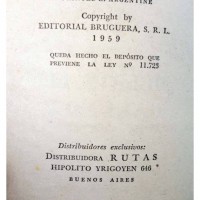 ARGENTINE
Copyright by
EDITORIAL BRUGUERA, S. R. L.
1959
QUEDA HECHO EL DEPÓSITO QUE
PREVIENE LA LEY Nº 11.723
Distribuidores exclusivos:
DISTRIBUIDORA RUTAS
HIPOLITO YRIGOYEN 646
BUENOS AIRES